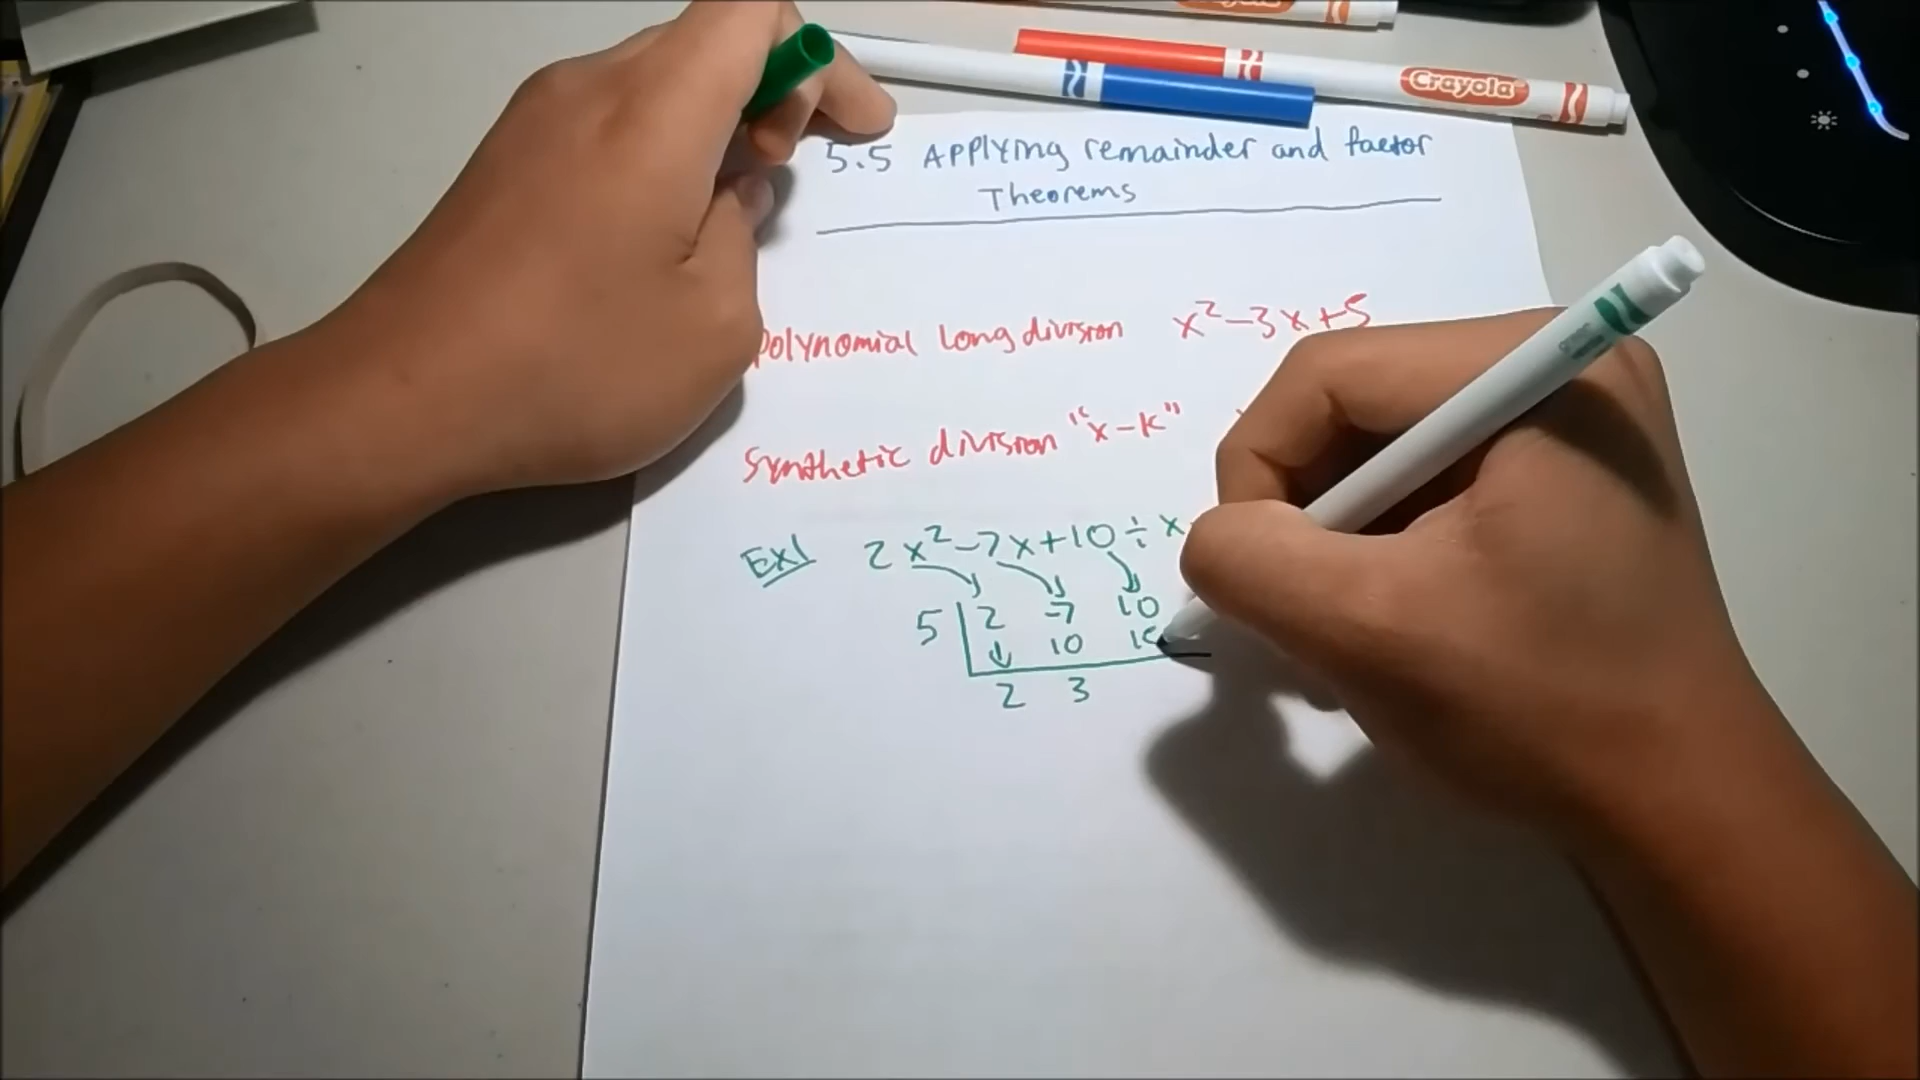 Crayola
5.5 Applying remainder and factor
Theorems
Polynomial Long division x²-3x+5
Synthetic division "x-k"
Ex1 2x²-7x+10÷x
5 2 -7 10
10 15
2 3